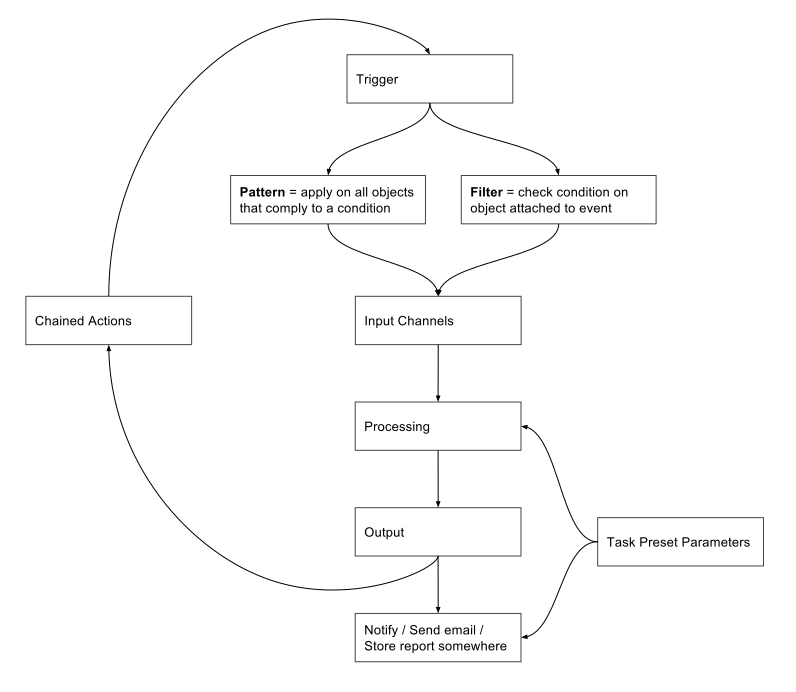 Trigger
Pattern = apply on all objects
that comply to a condition
Filter = check condition on
object attached to event
Chained Actions
Input Channels
Processing
Output
Task Preset Parameters
Notify / Send email /
Store report somewhere